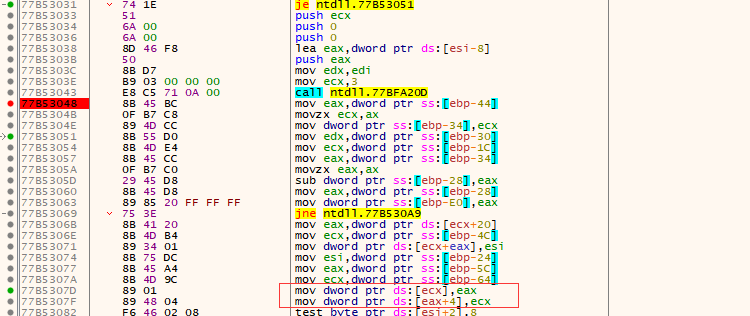 77B53031 74 1E je ntdll.77B53051
77B53033 51 push ecx
77B53034 6A 00 push 0
77B53036 6A 00 push 0
77B53038 8D 46 F8 lea eax,dword ptr ds:[esi-8]
77B5303B 50 push eax
77B5303C 8B D7 mov edx,edi
77B5303E B9 03 00 00 00 mov ecx,3
77B53043 E8 C5 71 0A 00 call ntdll.77BFA20D
77B53048 8B 45 BC mov eax,dword ptr ss:[ebp-44]
77B5304B 0F B7 C8 movzx ecx,ax
77B5304E 89 4D CC mov dword ptr ss:[ebp-34],ecx
77B53051 8B 55 D0 mov edx,dword ptr ss:[ebp-30]
77B53054 8B 4D E4 mov ecx,dword ptr ss:[ebp-1C]
77B53057 8B 45 CC mov eax,dword ptr ss:[ebp-34]
77B5305A 0F B7 C0 movzx eax,ax
77B5305D 29 45 D8 sub dword ptr ss:[ebp-28],eax
77B53060 8B 45 D8 mov eax,dword ptr ss:[ebp-28]
77B53063 89 85 20 FF FF FF mov dword ptr ss:[ebp-E0],eax
77B53069 75 3E jne ntdll.77B530A9
77B5306B 8B 41 20 mov eax,dword ptr ds:[ecx+20]
77B5306E 8B 4D B4 mov ecx,dword ptr ss:[ebp-4C]
77B53071 89 34 01 mov dword ptr ds:[ecx+eax],esi
77B53074 8B 75 DC mov esi,dword ptr ss:[ebp-24]
77B53077 8B 45 A4 mov eax,dword ptr ss:[ebp-5C]
77B5307A 8B 4D 9C mov ecx,dword ptr ss:[ebp-64]
77B5307D 89 01 mov dword ptr ds:[ecx],eax
77B5307F 89 48 04 mov dword ptr ds:[eax+4],ecx
77B53082 F6 46 02 08 test byte ptr ds:[esi+2],8